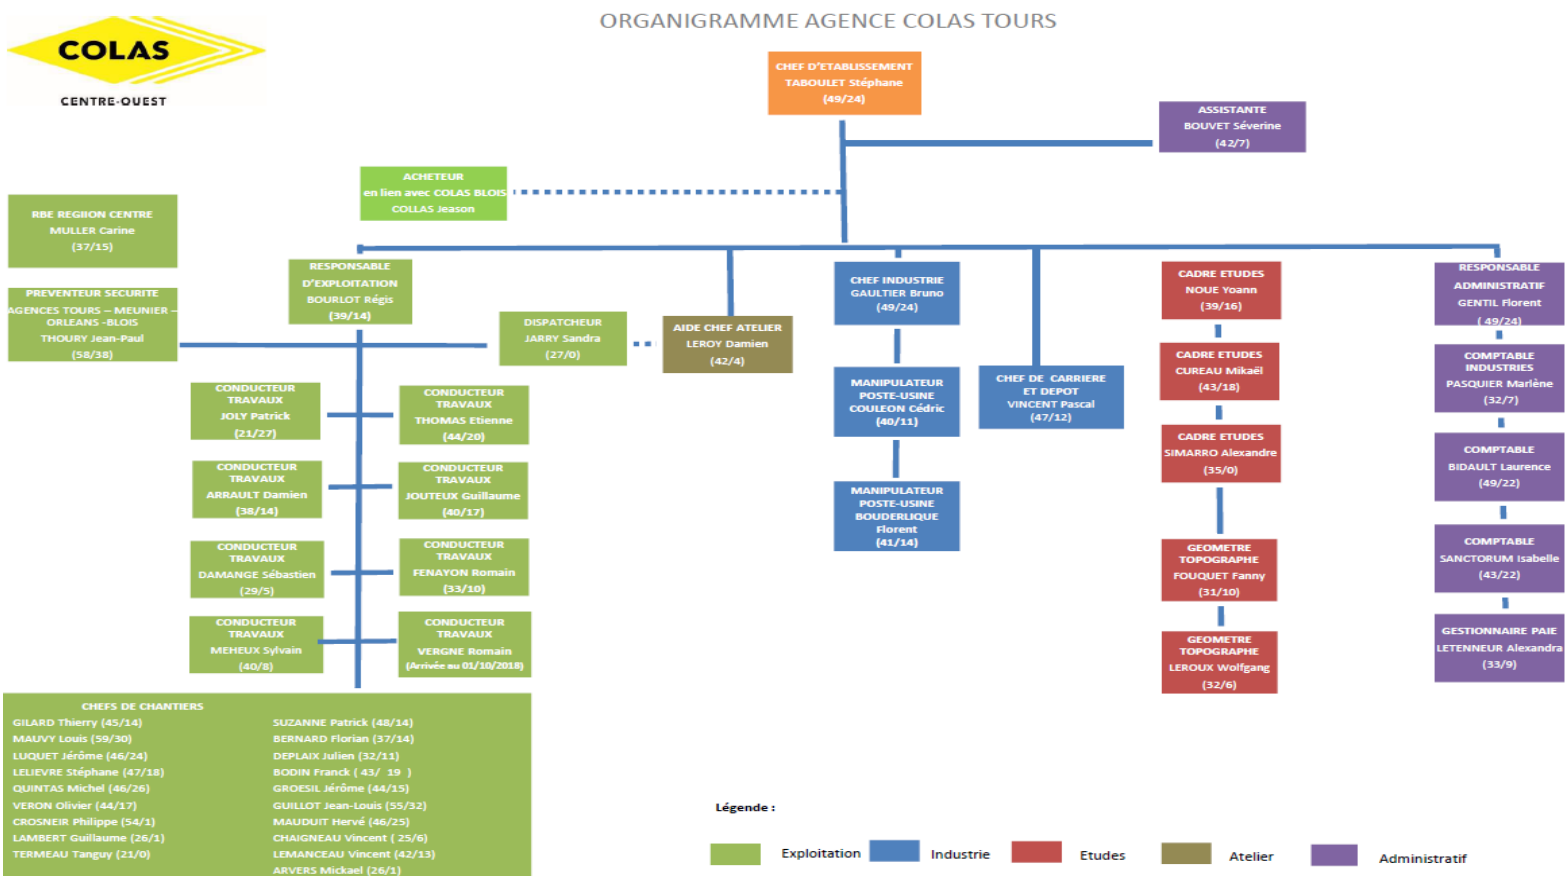 ORGANIGRAMME AGENCE COLAS TOURS
COLAS
CENTRE-OUEST
CHEF D'ETABLISSEMENT
TABOULET Stéphane
(49/24)
ASSISTANTE
BOUVET Séverine
(42/7)
ACHETEUR
en lien avec COLAS BLOIS
COLLAS Jeason
RBE REGIION CENTRE
MULLER Carine
(37/15)
PREVENTEUR SECURITE
AGENCES TOURS – MEUNIER –
ORLEANS -BLOIS
THOURY Jean-Paul
(58/38)
RESPONSABLE
D'EXPLOITATION
BOURLOT Régis
(39/14)
DISPATCHEUR
JARRY Sandra
(27/0)
AIDE CHEF ATELIER
LEROY Damien
(42/4)
CHEF INDUSTRIE
GAULTIER Bruno
(49/24)
MANIPULATEUR
POSTE-USINE
COULEON Cédric
(40/11)
MANIPULATEUR
POSTE-USINE
BOUDERLIQUE
Florent
(41/14)
CHEF DE CARRIERE
ET DEPOT
VINCENT Pascal
(47/12)
CADRE ETUDES
NOUE Yoann
(39/16)
CADRE ETUDES
CUREAU Mikaël
(43/18)
CADRE ETUDES
SIMARRO Alexandre
(35/0)
GEOMETRE
TOPOGRAPHE
FOUQUET Fanny
(31/10)
GEOMETRE
TOPOGRAPHE
LEROUX Wolfgang
(32/6)
RESPONSABLE
ADMINISTRATIF
GENTIL Florent
( 49/24)
COMPTABLE
INDUSTRIES
PASQUIER Marlène
(32/7)
COMPTABLE
BIDAULT Laurence
(49/22)
COMPTABLE
SANCTORUM Isabelle
(43/22)
GESTIONNAIRE PAIE
LETENNEUR Alexandra
(33/9)
CONDUCTEUR
TRAVAUX
JOLY Patrick
(21/27)
CONDUCTEUR
TRAVAUX
THOMAS Etienne
(44/20)
CONDUCTEUR
TRAVAUX
ARRAULT Damien
(38/14)
CONDUCTEUR
TRAVAUX
JOUTEUX Guillaume
(40/17)
CONDUCTEUR
TRAVAUX
DAMANGE Sébastien
(29/5)
CONDUCTEUR
TRAVAUX
FENAYON Romain
(33/10)
CONDUCTEUR
TRAVAUX
MEHEUX Sylvain
(40/8)
CONDUCTEUR
TRAVAUX
VERGNE Romain
(Arrivée au 01/10/2018)
CHEFS DE CHANTIERS
GILARD Thierry (45/14)
MAUVY Louis (59/30)
LUQUET Jérôme (46/24)
LELIEVRE Stéphane (47/18)
QUINTAS Michel (46/26)
VERON Olivier (44/17)
CROSNEIR Philippe (54/1)
LAMBERT Guillaume (26/1)
TERMEAU Tanguy (21/0)
SUZANNE Patrick (48/14)
BERNARD Florian (37/14)
DEPLAIX Julien (32/11)
BODIN Franck ( 43/ 19 )
GROESIL Jérôme (44/15)
GUILLOT Jean-Louis (55/32)
MAUDUIT Hervé (46/25)
CHAIGNEAU Vincent ( 25/6)
LEMANCEAU Vincent (42/13)
ARVERS Mickael (26/1)
Légende :
Exploitation
Industrie
Etudes
Atelier
Administratif